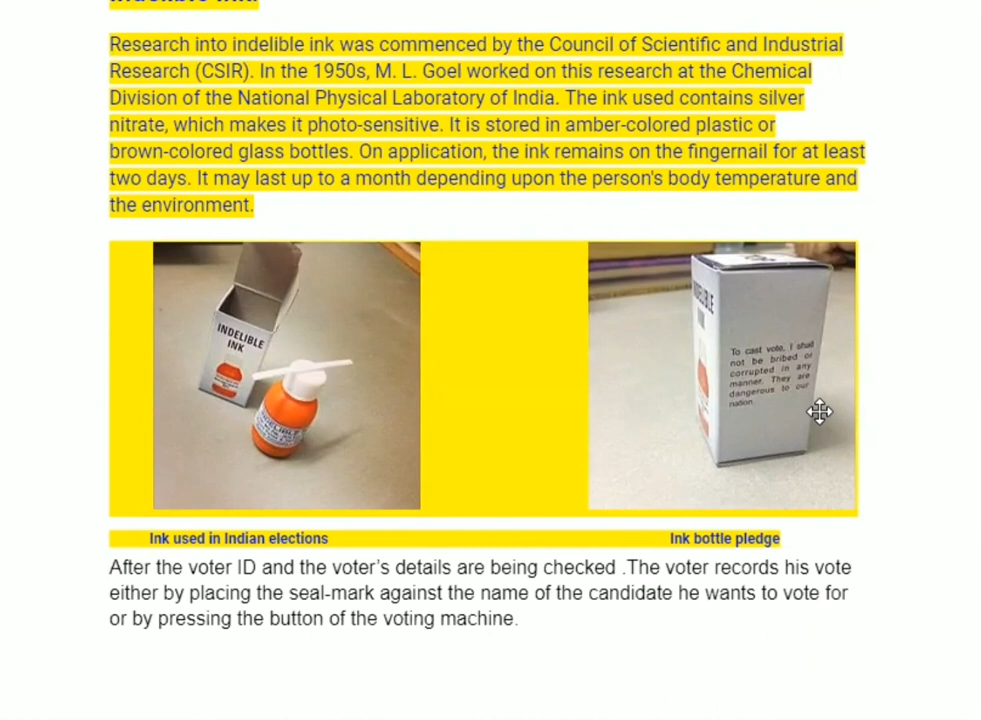 Research into indelible ink was commenced by the Council of Scientific and Industrial
Research (CSIR). In the 1950s, M. L. Goel worked on this research at the Chemical
Division of the National Physical Laboratory of India. The ink used contains silver
nitrate, which makes it photo-sensitive. It is stored in amber-colored plastic or
brown-colored glass bottles. On application, the ink remains on the fingernail for at least
two days. It may last up to a month depending upon the person's body temperature and
the environment.
INDELIBLE
INK
INDELIBLE
INDELIBLE
INK
To cast vote, I shall
not be bribed or
corrupted in any
manner. They are
dangerous to our
nation.
Ink used in Indian elections
Ink bottle pledge
After the voter ID and the voter's details are being checked .The voter records his vote
either by placing the seal-mark against the name of the candidate he wants to vote for
or by pressing the button of the voting machine.